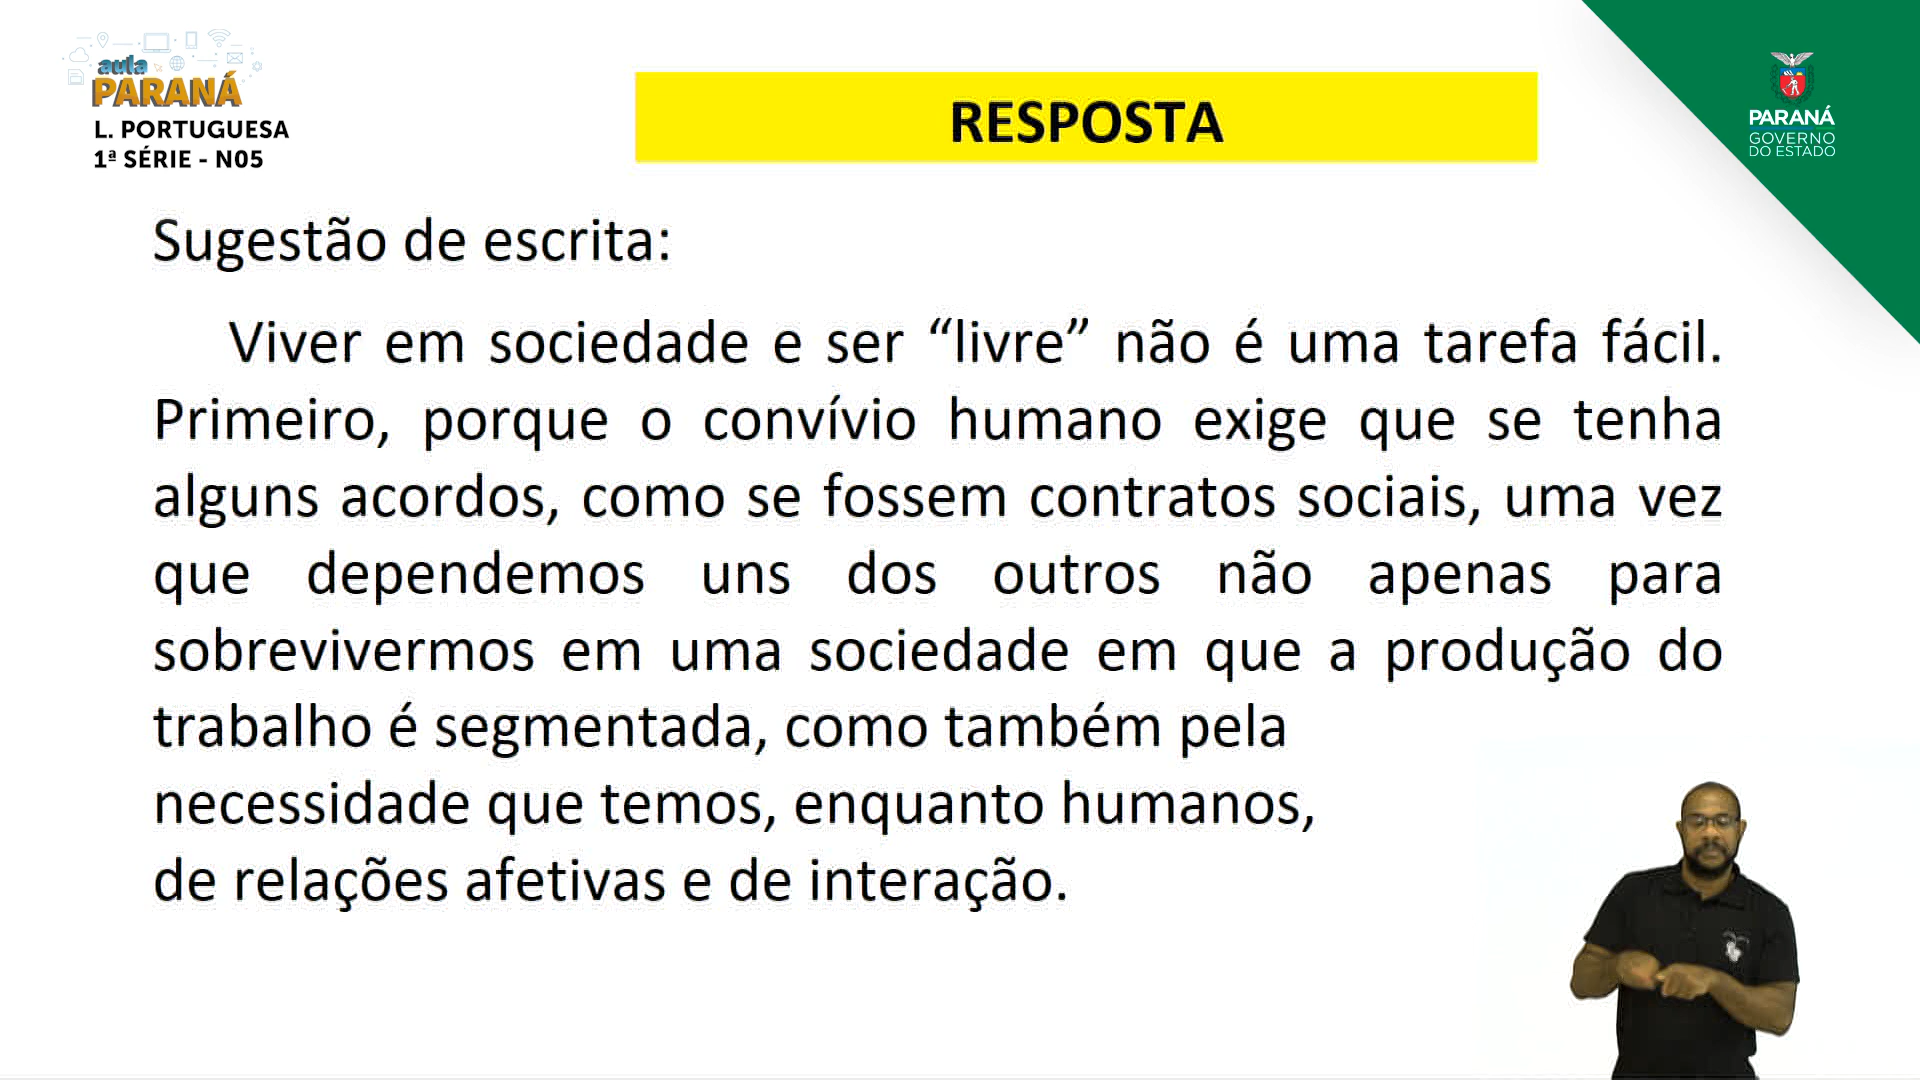 aula
PARANÁ
L. PORTUGUESA
1ª SÉRIE - N05
RESPOSTA
PARANÁ
GOVERNO
DO ESTADO
Sugestão de escrita:
Viver em sociedade e ser “livre” não é uma tarefa fácil.
Primeiro, porque o convívio humano exige que se tenha
alguns acordos, como se fossem contratos sociais, uma vez
que dependemos uns dos outros não apenas para
sobrevivermos em uma sociedade em que a produção do
trabalho é segmentada, como também pela
necessidade que temos, enquanto humanos,
de relações afetivas e de interação.